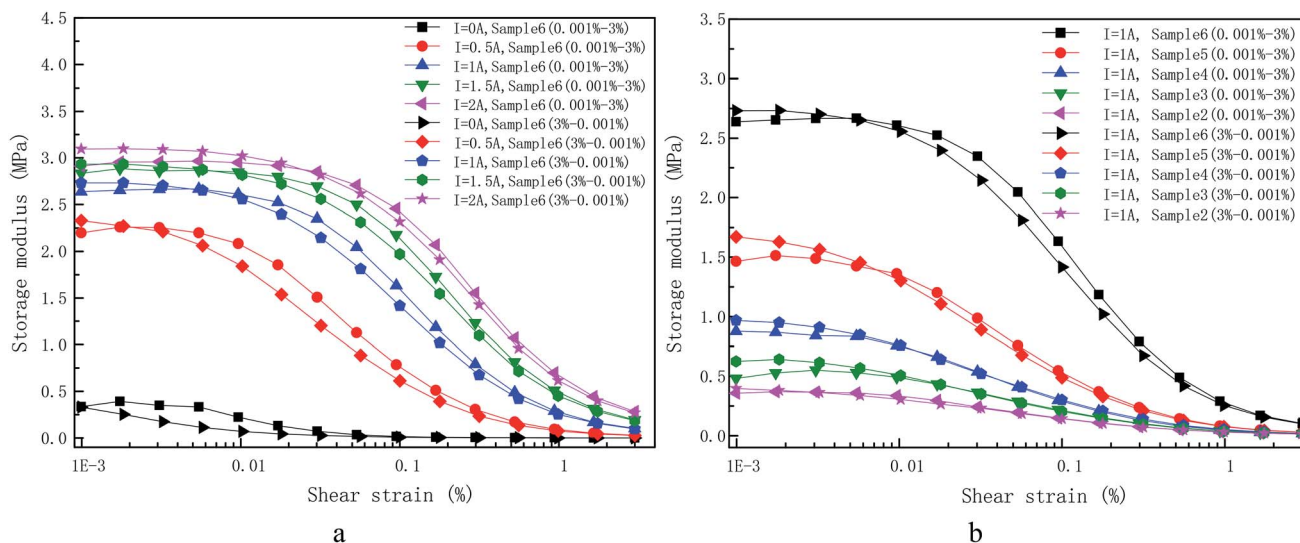 4.5
4.0
3.5
3.0
2.5
2.0
1.5
1.0
0.5
0.0
Storage modulus (MPa)
I=0A,Sample6(0.001%-3%)
I=0.5A,Sample6(0.001%-3%)
I=1A,Sample6(0.001%-3%)
I=1.5A,Sample6(0.001%-3%)
I=2A,Sample6(0.001%-3%)
I=0A,Sample6(3%-0.001%)
I=0.5A,Sample6(3%-0.001%)
I=1A,Sample6(3%-0.001%)
I=1.5A,Sample6(3%-0.001%)
I=2A,Sample6(3%-0.001%)
1E-3 0.01 0.1 1
Shear strain (%)
a
3.5
3.0
2.5
2.0
1.5
1.0
0.5
0.0
Storage modulus (MPa)
I=1A, Sample6(0.001%-3%)
I=1A, Sample5(0.001%-3%)
I=1A, Sample4(0.001%-3%)
I=1A, Sample3(0.001%-3%)
I=1A, Sample2(0.001%-3%)
I=1A, Sample6(3%-0.001%)
I=1A, Sample5(3%-0.001%)
I=1A, Sample4(3%-0.001%)
I=1A, Sample3(3%-0.001%)
I=1A, Sample2(3%-0.001%)
1E-3 0.01 0.1 1
Shear strain (%)
b